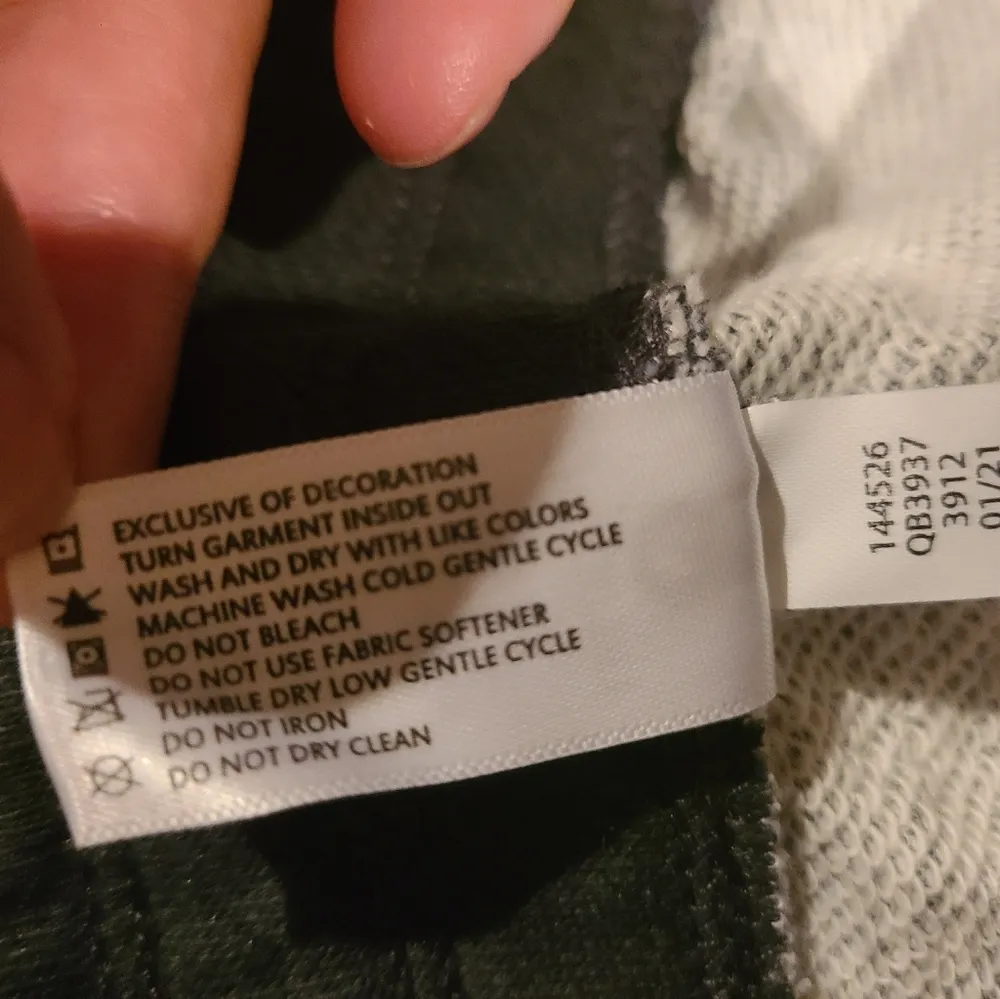 EXCLUSIVE OF DECORATION
TURN GARMENT INSIDE OUT
WASH AND DRY WITH LIKE COLORS
MACHINE WASH COLD GENTLE CYCLE
DO NOT BLEACH
DO NOT USE FABRIC SOFTENER
TUMBLE DRY LOW GENTLE CYCLE
DO NOT IRON
DO NOT DRY CLEAN
144526
QB3937
3912
01/21